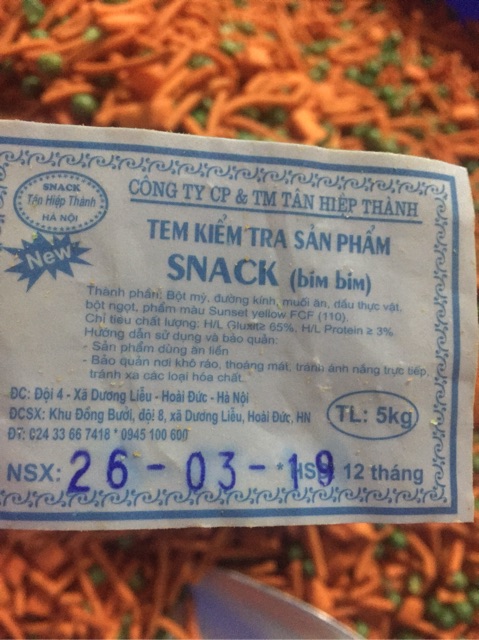 SNACK
Tân Hiệp Thành
HÀ NỘI
New
CÔNG TY CP & TM TÂN HIỆP THÀNH
TEM KIỂM TRA SẢN PHẨM
SNACK (bim bim)
Thành phần: Bột mỳ, đường kính, muối ăn, dầu thực vật,
bột ngọt, phẩm màu Sunset yellow FCF (110).
Chỉ tiêu chất lượng: H/L Gluxit≥ 65%, H/L Protein ≥ 3%
Hướng dẫn sử dụng và bảo quản:
- Sản phẩm dùng ăn liền
- Bảo quản nơi khô ráo, thoáng mát, tránh ánh nắng trực tiếp,
tránh xa các loại hóa chất.
ĐC: Đội 4 - Xã Dương Liễu - Hoài Đức - Hà Nội
ĐCSX: Khu Đồng Bưởi, đội 8, xã Dương Liễu, Hoài Đức, HN
ĐT: 024 33 66 7418 * 0945 100 600
TL: 5kg
NSX: 26-03-19 * HSD 12 tháng